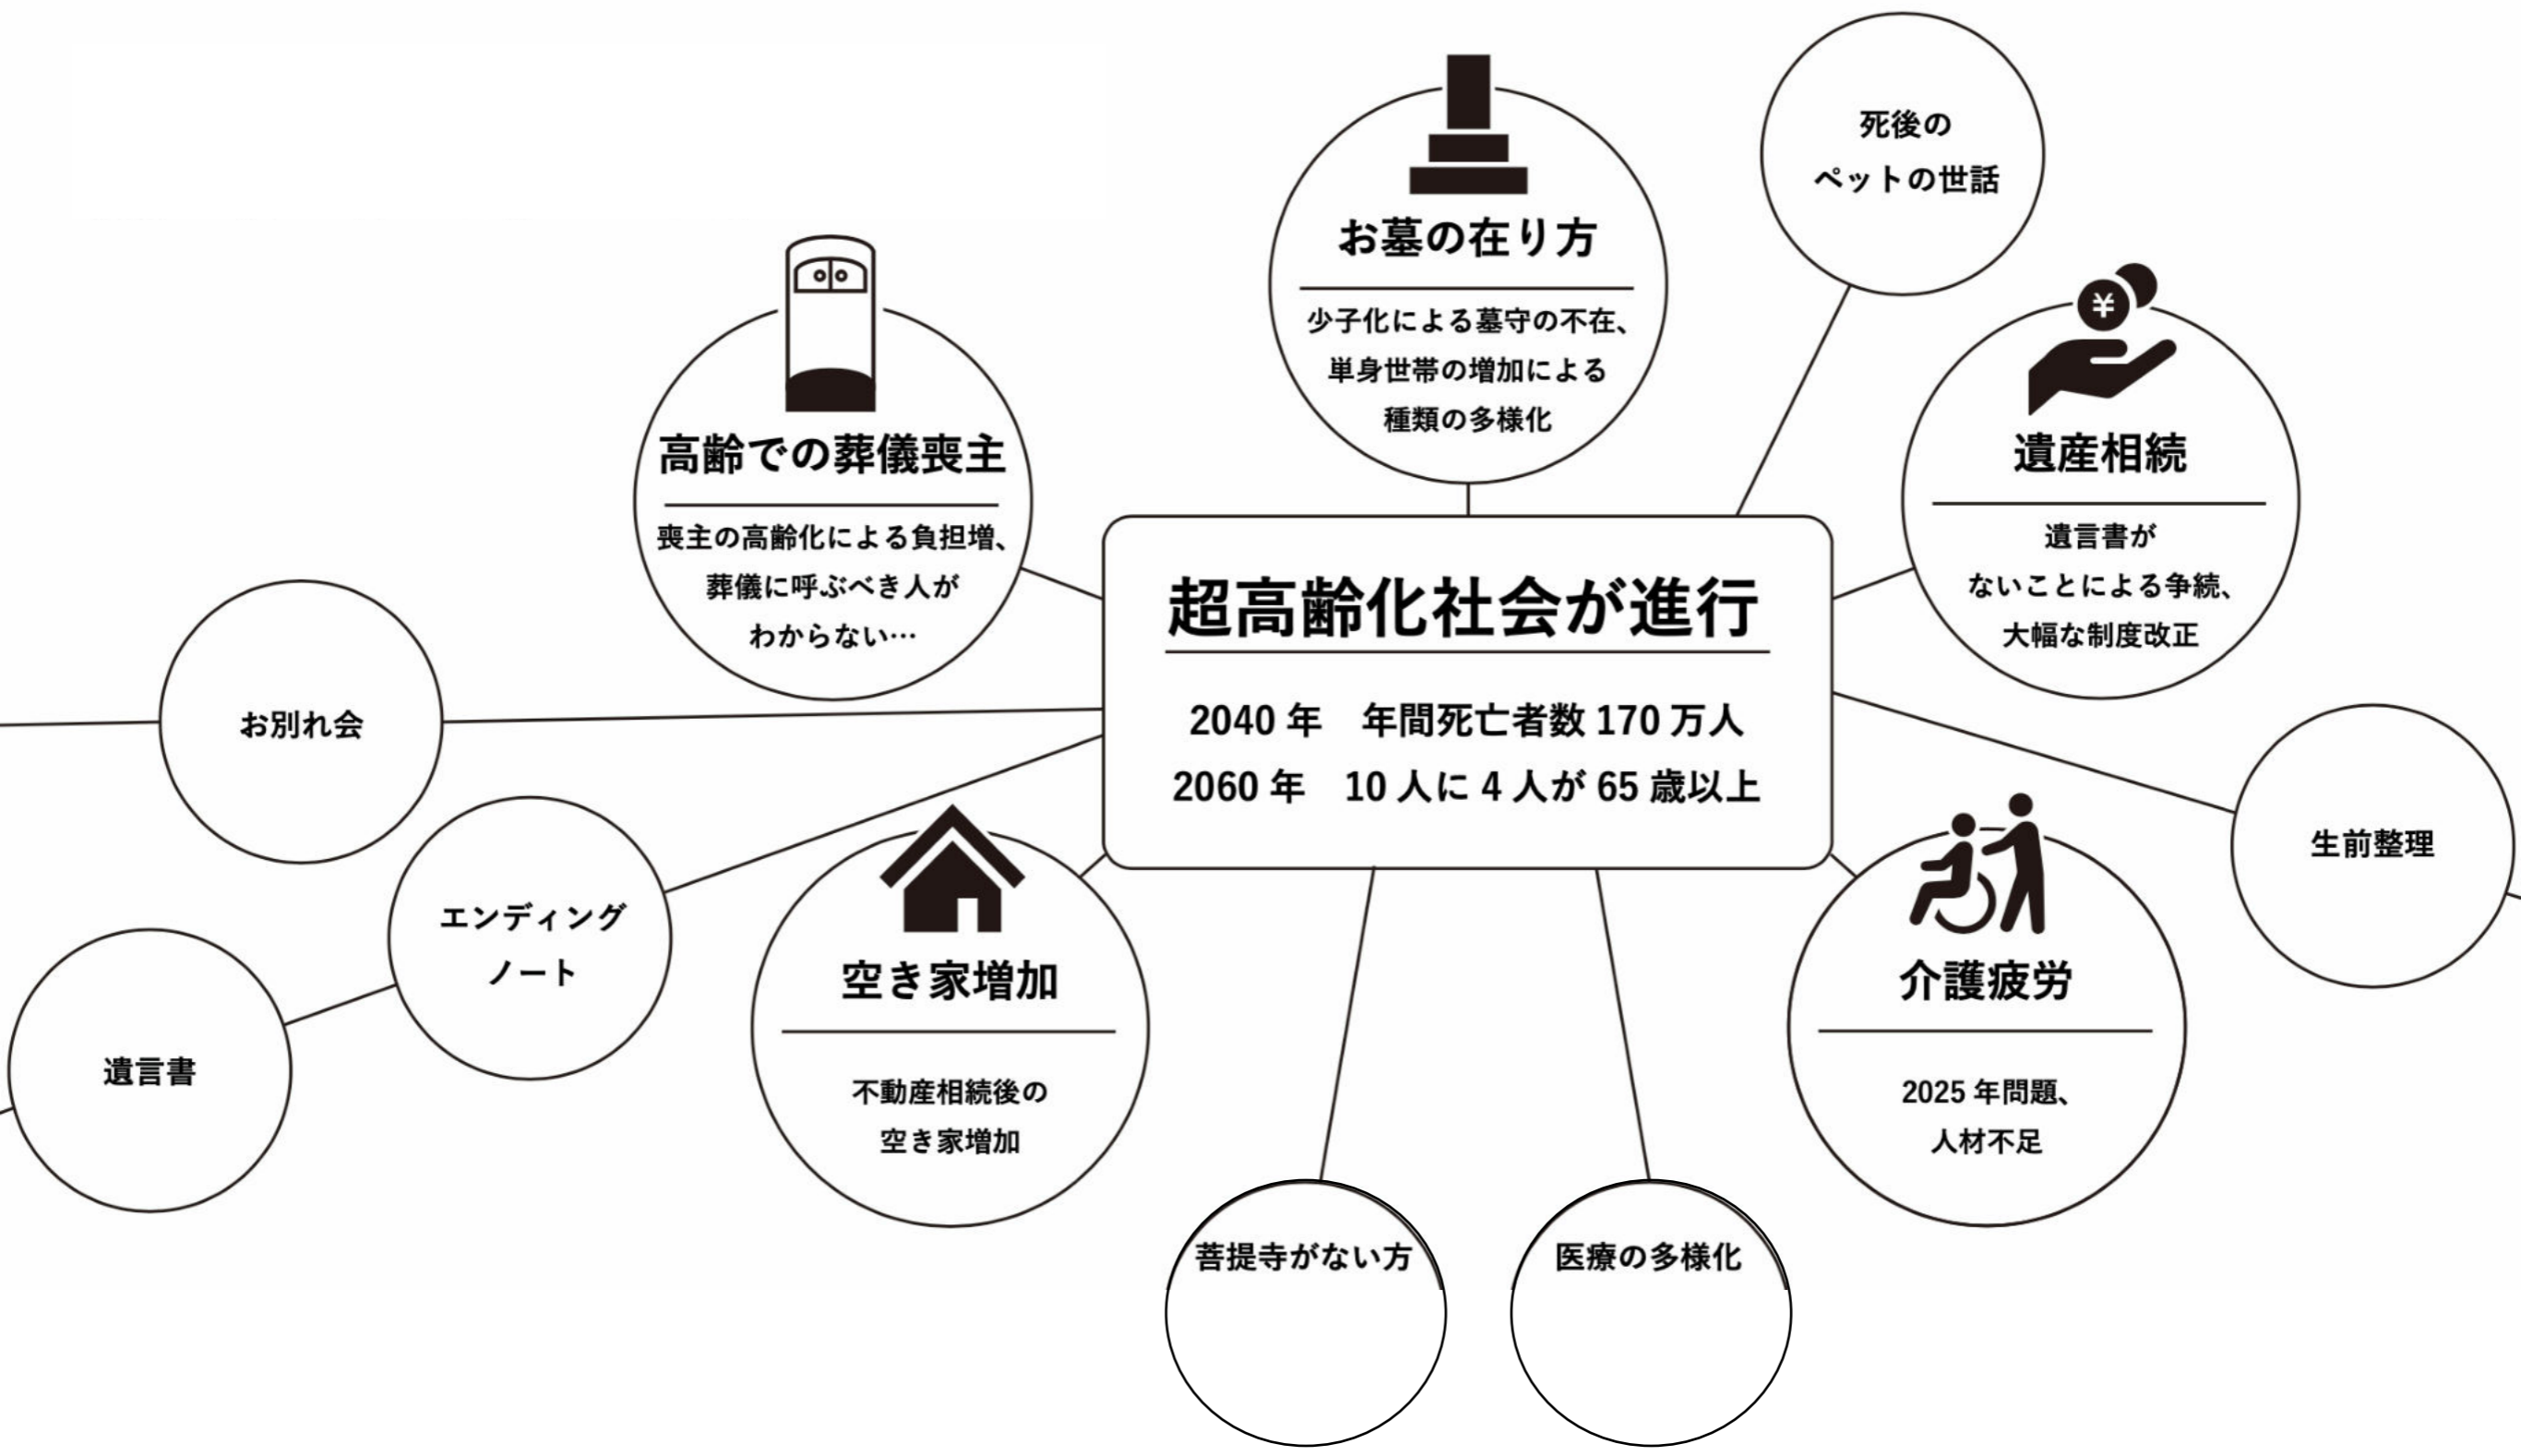 死後の
ペットの世話
お墓の在り方
少子化による墓守の不在、
単身世帯の増加による
種類の多様化
高齢での葬儀喪主
喪主の高齢化による負担増、
葬儀に呼ぶべき人が
わからない…
¥
遺産相続
遺言書が
ないことによる争続、
大幅な制度改正
超高齢化社会が進行
2040 年　年間死亡者数 170 万人
2060 年　10 人に 4 人が 65 歳以上
お別れ会
生前整理
エンディング
ノート
遺言書
空き家増加
不動産相続後の
空き家増加
介護疲労
2025 年問題、
人材不足
菩提寺がない方
医療の多様化